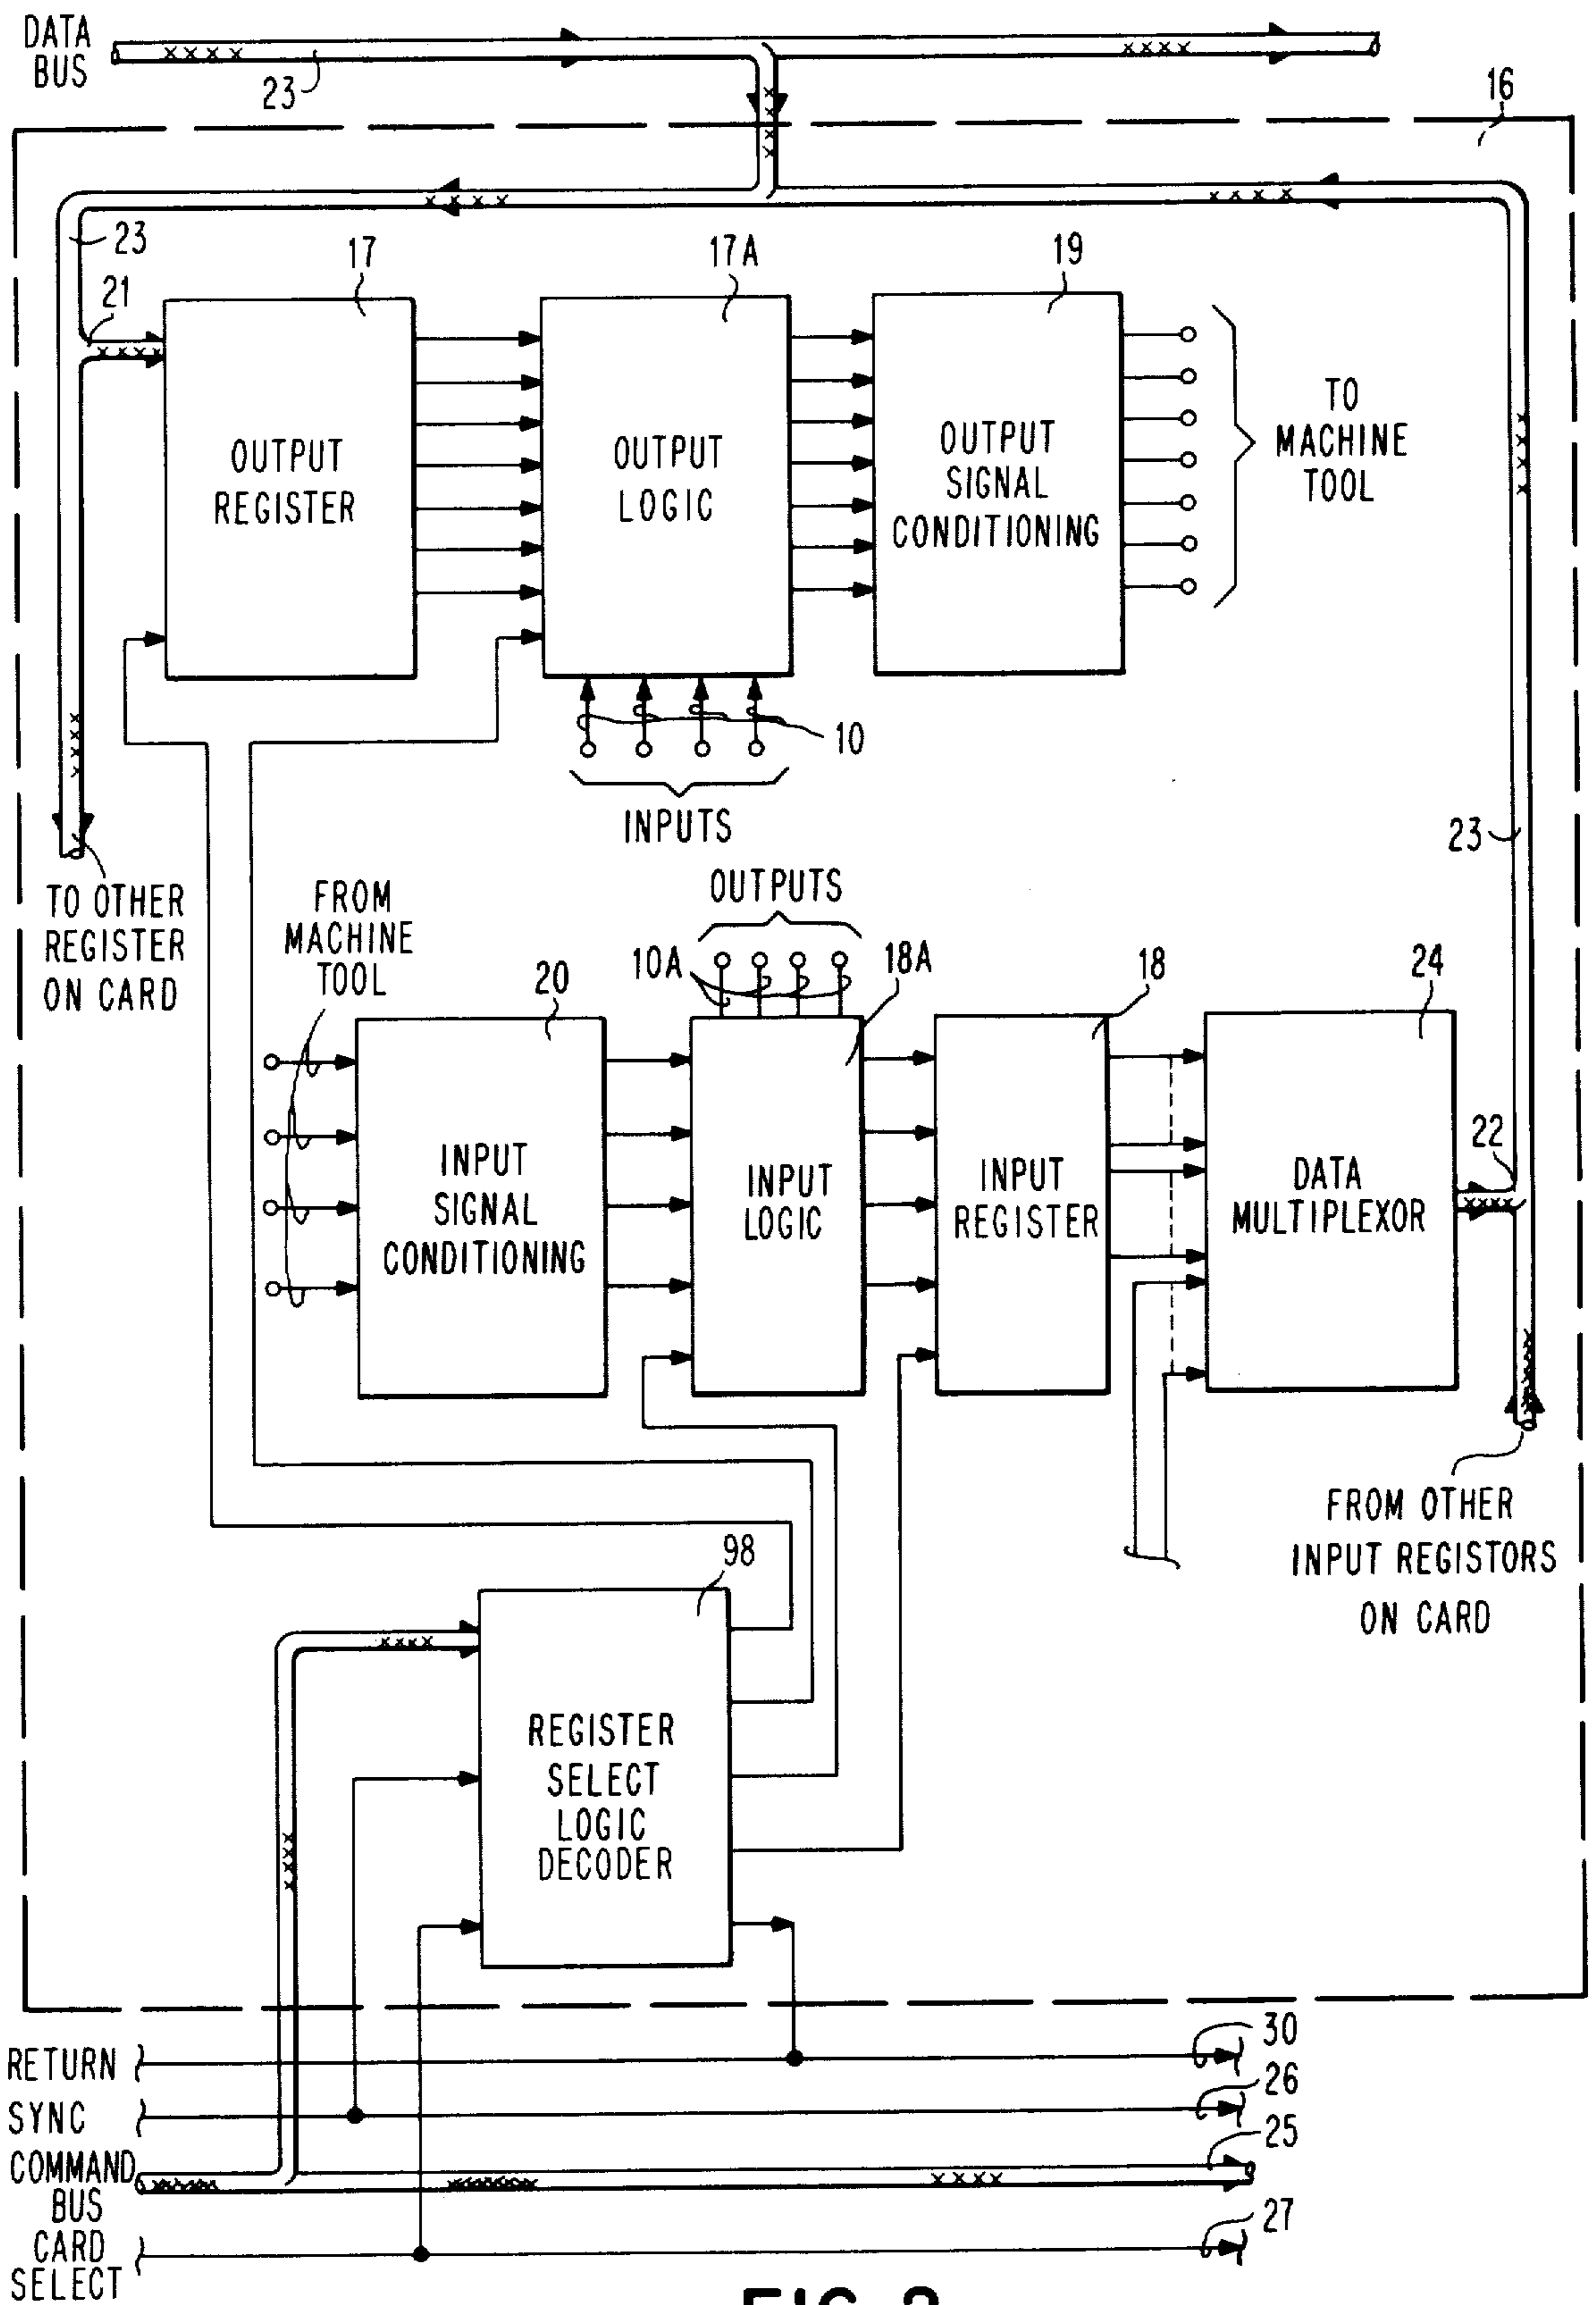 DATA
BUS
23
16
23
21
17
17A
19
OUTPUT
REGISTER
OUTPUT
LOGIC
OUTPUT
SIGNAL
CONDITIONING
TO
MACHINE
TOOL
10
INPUTS
23
TO OTHER
REGISTER
ON CARD
FROM
MACHINE
TOOL
OUTPUTS
10A
18A
20
18
24
INPUT
SIGNAL
CONDITIONING
INPUT
LOGIC
INPUT
REGISTER
DATA
MULTIPLEXOR
22
FROM OTHER
INPUT REGISTORS
ON CARD
98
REGISTER
SELECT
LOGIC
DECODER
RETURN
30
SYNC
26
COMMAND
BUS
25
CARD
SELECT
27